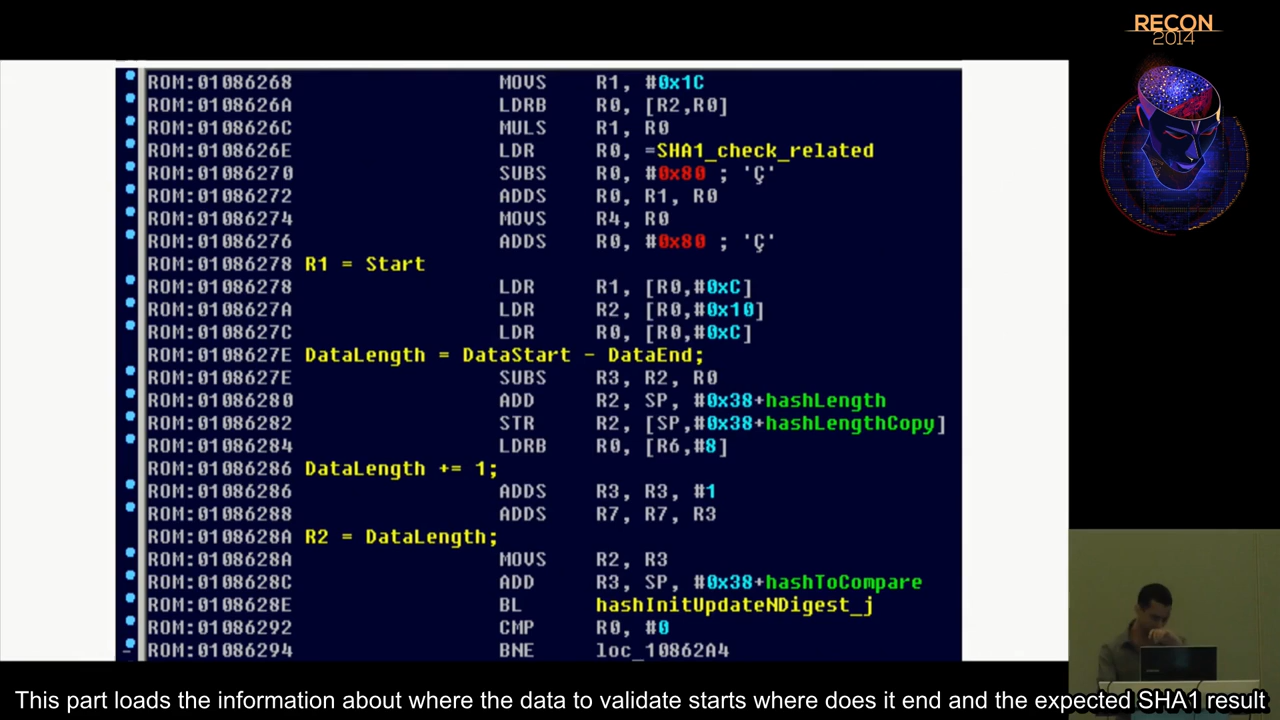 RECON
2014
ROM:01086268 MOVS R1, #0x1C
ROM:0108626A LDRB R0, [R2,R0]
ROM:0108626C MULS R1, R0
ROM:0108626E LDR R0, =SHA1_check_related
ROM:01086270 SUBS R0, #0x80 ; 'Ç'
ROM:01086272 ADDS R0, R1, R0
ROM:01086274 MOVS R4, R0
ROM:01086276 ADDS R0, #0x80 ; 'Ç'
ROM:01086278 R1 = Start
ROM:01086278 LDR R1, [R0,#0xC]
ROM:0108627A LDR R2, [R0,#0x10]
ROM:0108627C LDR R0, [R0,#0xC]
ROM:0108627E DataLength = DataStart - DataEnd;
ROM:0108627E SUBS R3, R2, R0
ROM:01086280 ADD R2, SP, #0x38+hashLength
ROM:01086282 STR R2, [SP,#0x38+hashLengthCopy]
ROM:01086284 LDRB R0, [R6,#8]
ROM:01086286 DataLength += 1;
ROM:01086286 ADDS R3, R3, #1
ROM:01086288 ADDS R7, R7, R3
ROM:0108628A R2 = DataLength;
ROM:0108628A MOVS R2, R3
ROM:0108628C ADD R3, SP, #0x38+hashToCompare
ROM:0108628E BL hashInitUpdateNDigest_j
ROM:01086292 CMP R0, #0
ROM:01086294 BNE loc_10862A4
This part loads the information about where the data to validate starts where does it end and the expected SHA1 result